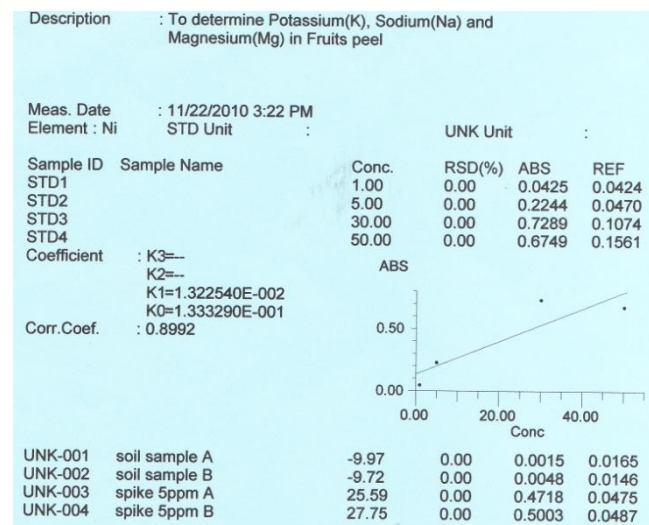 Description : To determine Potassium(K), Sodium(Na) and
Magnesium(Mg) in Fruits peel
Meas. Date : 11/22/2010 3:22 PM
Element : Ni STD Unit : UNK Unit :
Sample ID Sample Name Conc. RSD(%) ABS REF
STD1 1.00 0.00 0.0425 0.0424
STD2 5.00 0.00 0.2244 0.0470
STD3 30.00 0.00 0.7289 0.1074
STD4 50.00 0.00 0.6749 0.1561
Coefficient : K3=--
K2=--
K1=1.322540E-002
K0=1.333290E-001
Corr.Coef. : 0.8992
ABS
0.50
0.00
0.00 20.00 40.00
Conc
UNK-001 soil sample A -9.97 0.00 0.0015 0.0165
UNK-002 soil sample B -9.72 0.00 0.0048 0.0146
UNK-003 spike 5ppm A 25.59 0.00 0.4718 0.0475
UNK-004 spike 5ppm B 27.75 0.00 0.5003 0.0487